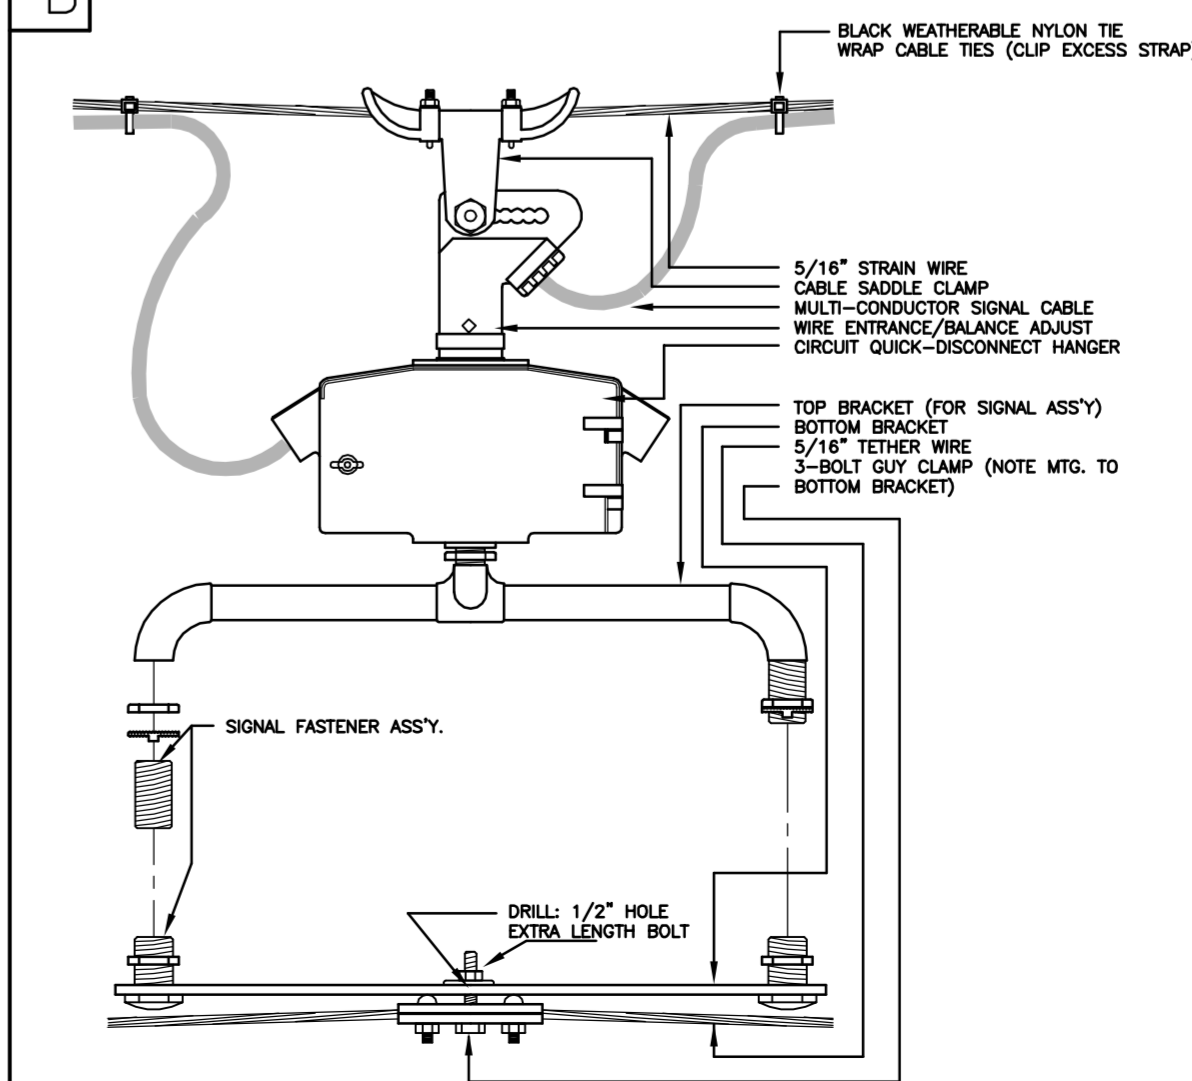 BLACK WEATHERABLE NYLON TIE
WRAP CABLE TIES (CLIP EXCESS STRAP)
5/16" STRAIN WIRE
CABLE SADDLE CLAMP
MULTI-CONDUCTOR SIGNAL CABLE
WIRE ENTRANCE/BALANCE ADJUST
CIRCUIT QUICK-DISCONNECT HANGER
TOP BRACKET (FOR SIGNAL ASS'Y)
BOTTOM BRACKET
5/16" TETHER WIRE
3-BOLT GUY CLAMP (NOTE MTG. TO
BOTTOM BRACKET)
SIGNAL FASTENER ASS'Y.
DRILL: 1/2" HOLE
EXTRA LENGTH BOLT